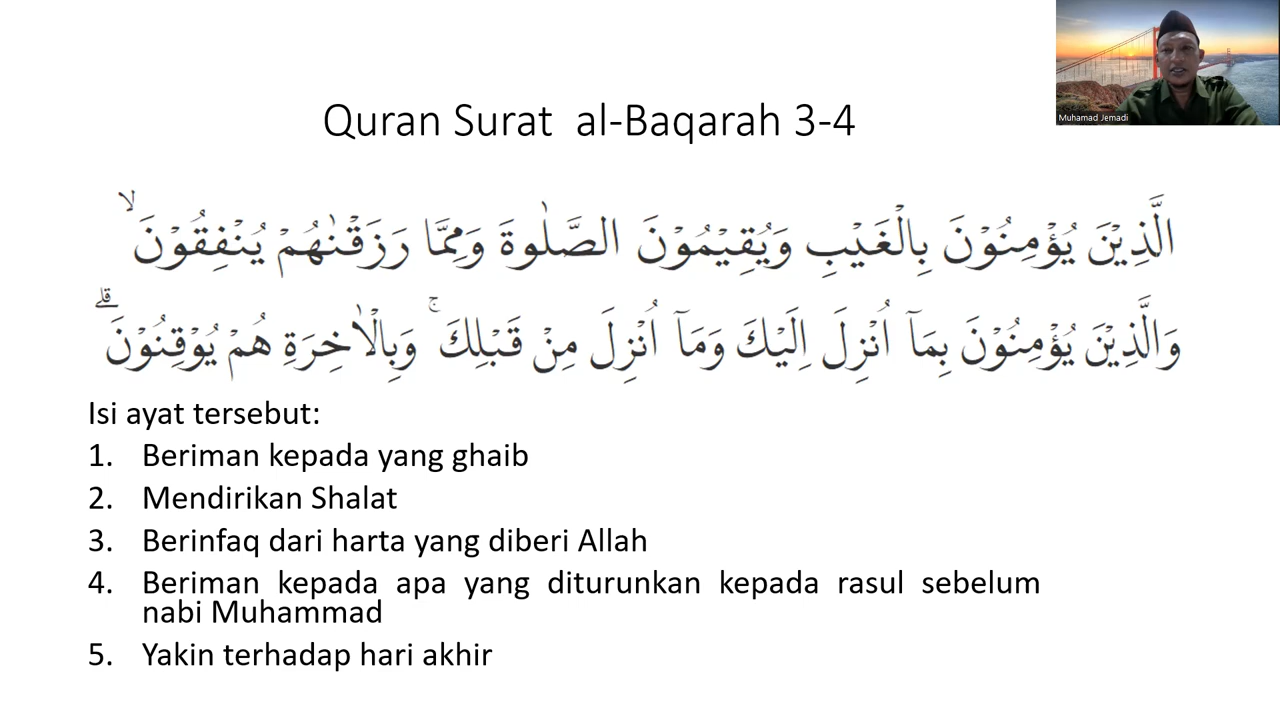 Muhamad Jemadi
Quran Surat al-Baqarah 3-4
الَّذِيْنَ يُؤْمِنُوْنَ بِالْغَيْبِ وَيُقِيْمُوْنَ الصَّلٰوةَ وَمِمَّا رَزَقْنٰهُمْ يُنْفِقُوْنَ ۙ
وَالَّذِيْنَ يُؤْمِنُوْنَ بِمَآ اُنْزِلَ اِلَيْكَ وَمَآ اُنْزِلَ مِنْ قَبْلِكَ ۚ وَبِالْاٰخِرَةِ هُمْ يُوْقِنُوْنَ ۗ
Isi ayat tersebut:
1. Beriman kepada yang ghaib
2. Mendirikan Shalat
3. Berinfaq dari harta yang diberi Allah
4. Beriman kepada apa yang diturunkan kepada rasul sebelum
nabi Muhammad
5. Yakin terhadap hari akhir